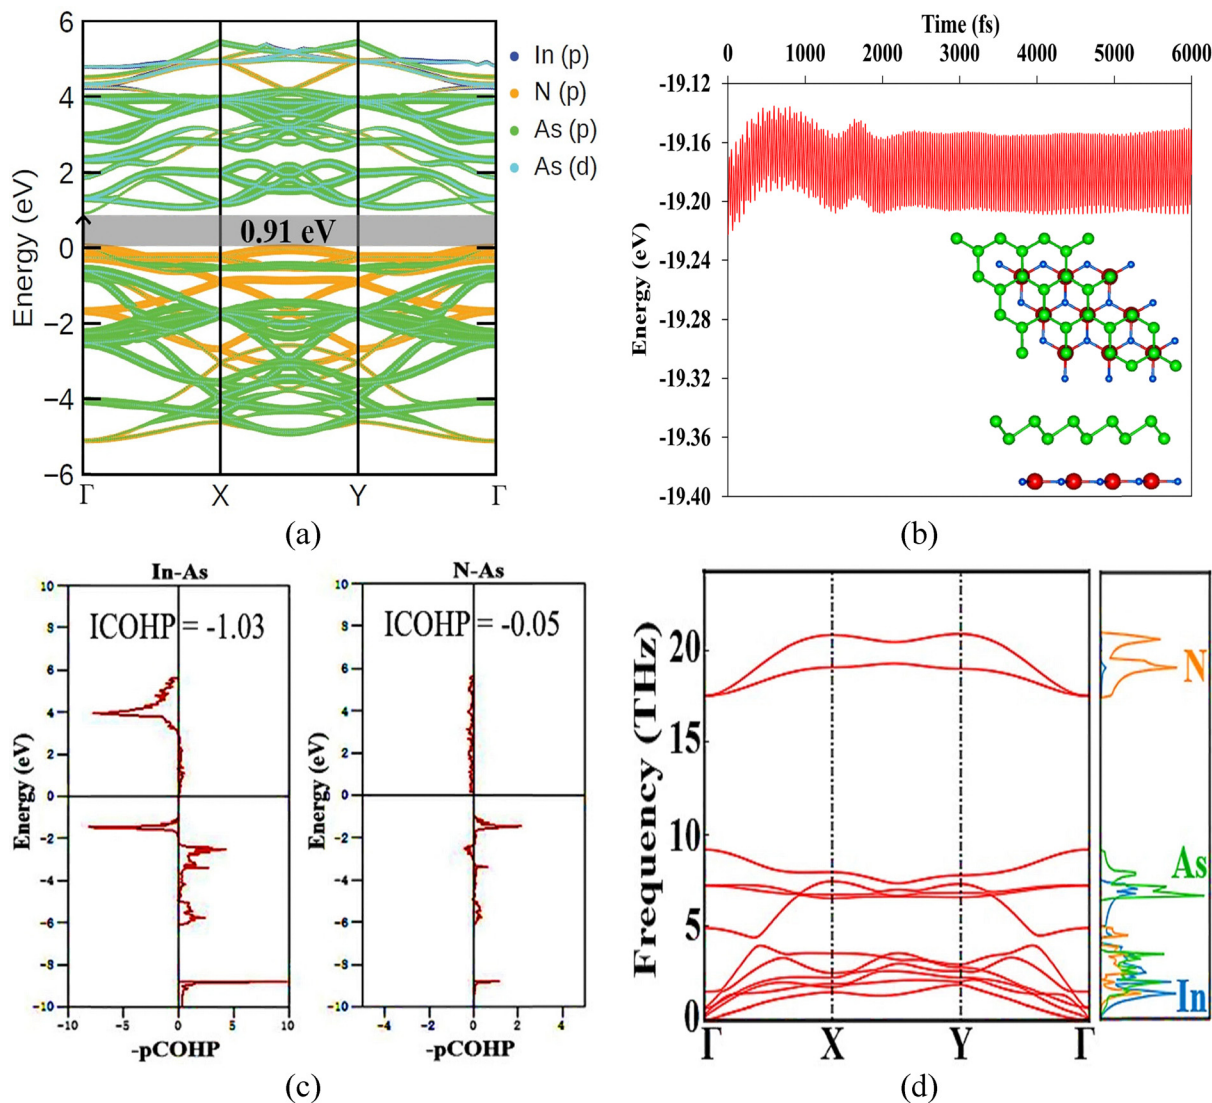 6
4
2
0
−2
−4
−6
Energy (eV)
0.91 eV
Γ X Y Γ
In (p)
N (p)
As (p)
As (d)
(a)
Time (fs)
0 1000 2000 3000 4000 5000 6000
-19.12
-19.16
-19.20
-19.24
-19.28
-19.32
-19.36
-19.40
Energy (eV)
(b)
In-As
ICOHP = -1.03
10
8
6
4
2
0
-2
-4
-6
-8
-10
Energy (eV)
-10 -5 0 5 10
-pCOHP
N-As
ICOHP = -0.05
10
8
6
4
2
0
-2
-4
-6
-8
-10
Energy (eV)
-4 -2 0 2 4
-pCOHP
(c)
Frequency (THz)
20
15
10
5
0
Γ X Y Γ
N
As
In
(d)